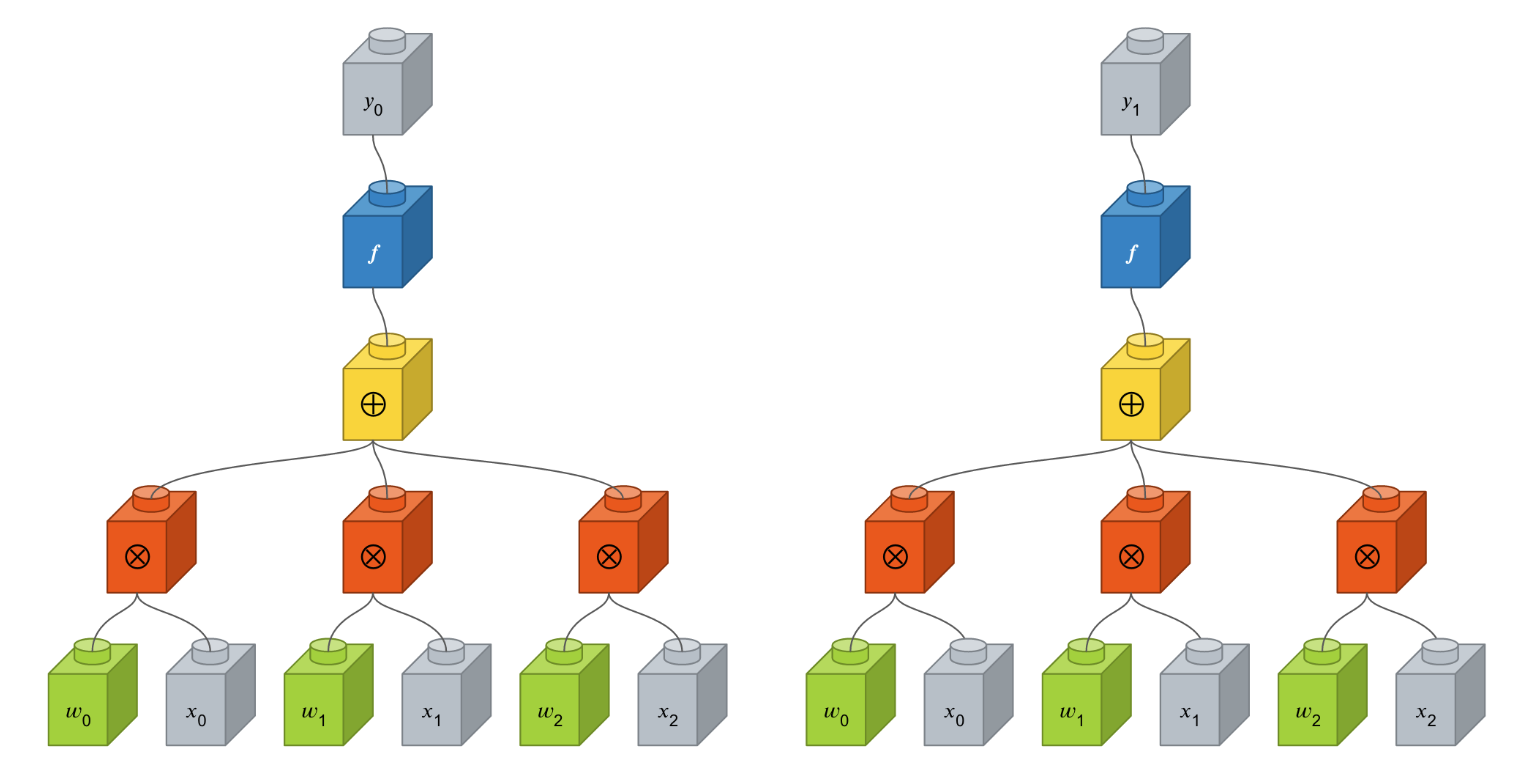 y0 y1
f f
⊕ ⊕
⊗ ⊗ ⊗ ⊗ ⊗ ⊗
w0 x0 w1 x1 w2 x2 w0 x0 w1 x1 w2 x2